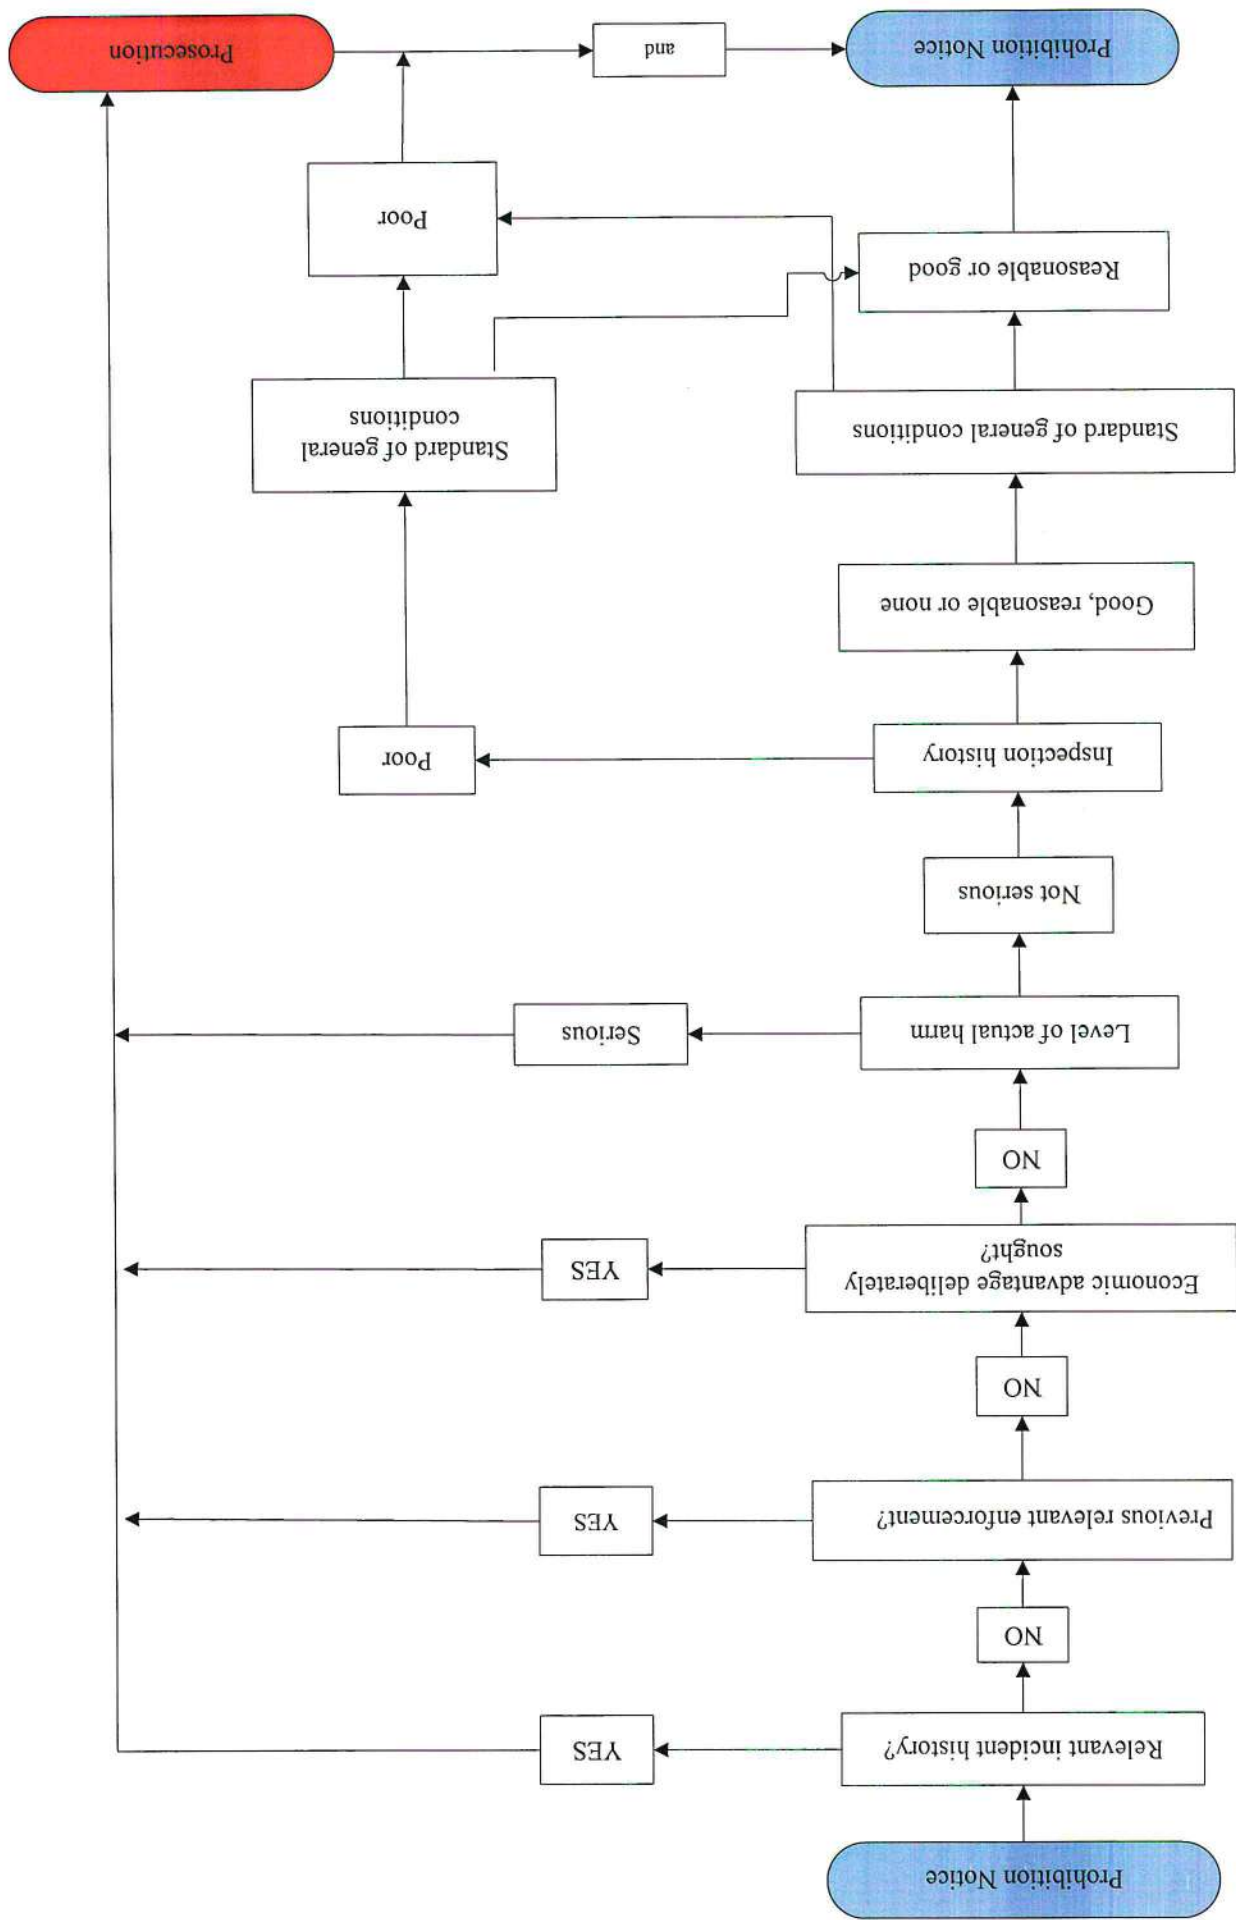 Prohibition Notice
Relevant incident history?
YES
NO
Previous relevant enforcement?
YES
NO
Economic advantage deliberately
sought?
YES
NO
Level of actual harm
Serious
Not serious
Inspection history
Poor
Good, reasonable or none
Standard of general conditions
Standard of general
conditions
Reasonable or good
Poor
Prohibition Notice
and
Prosecution